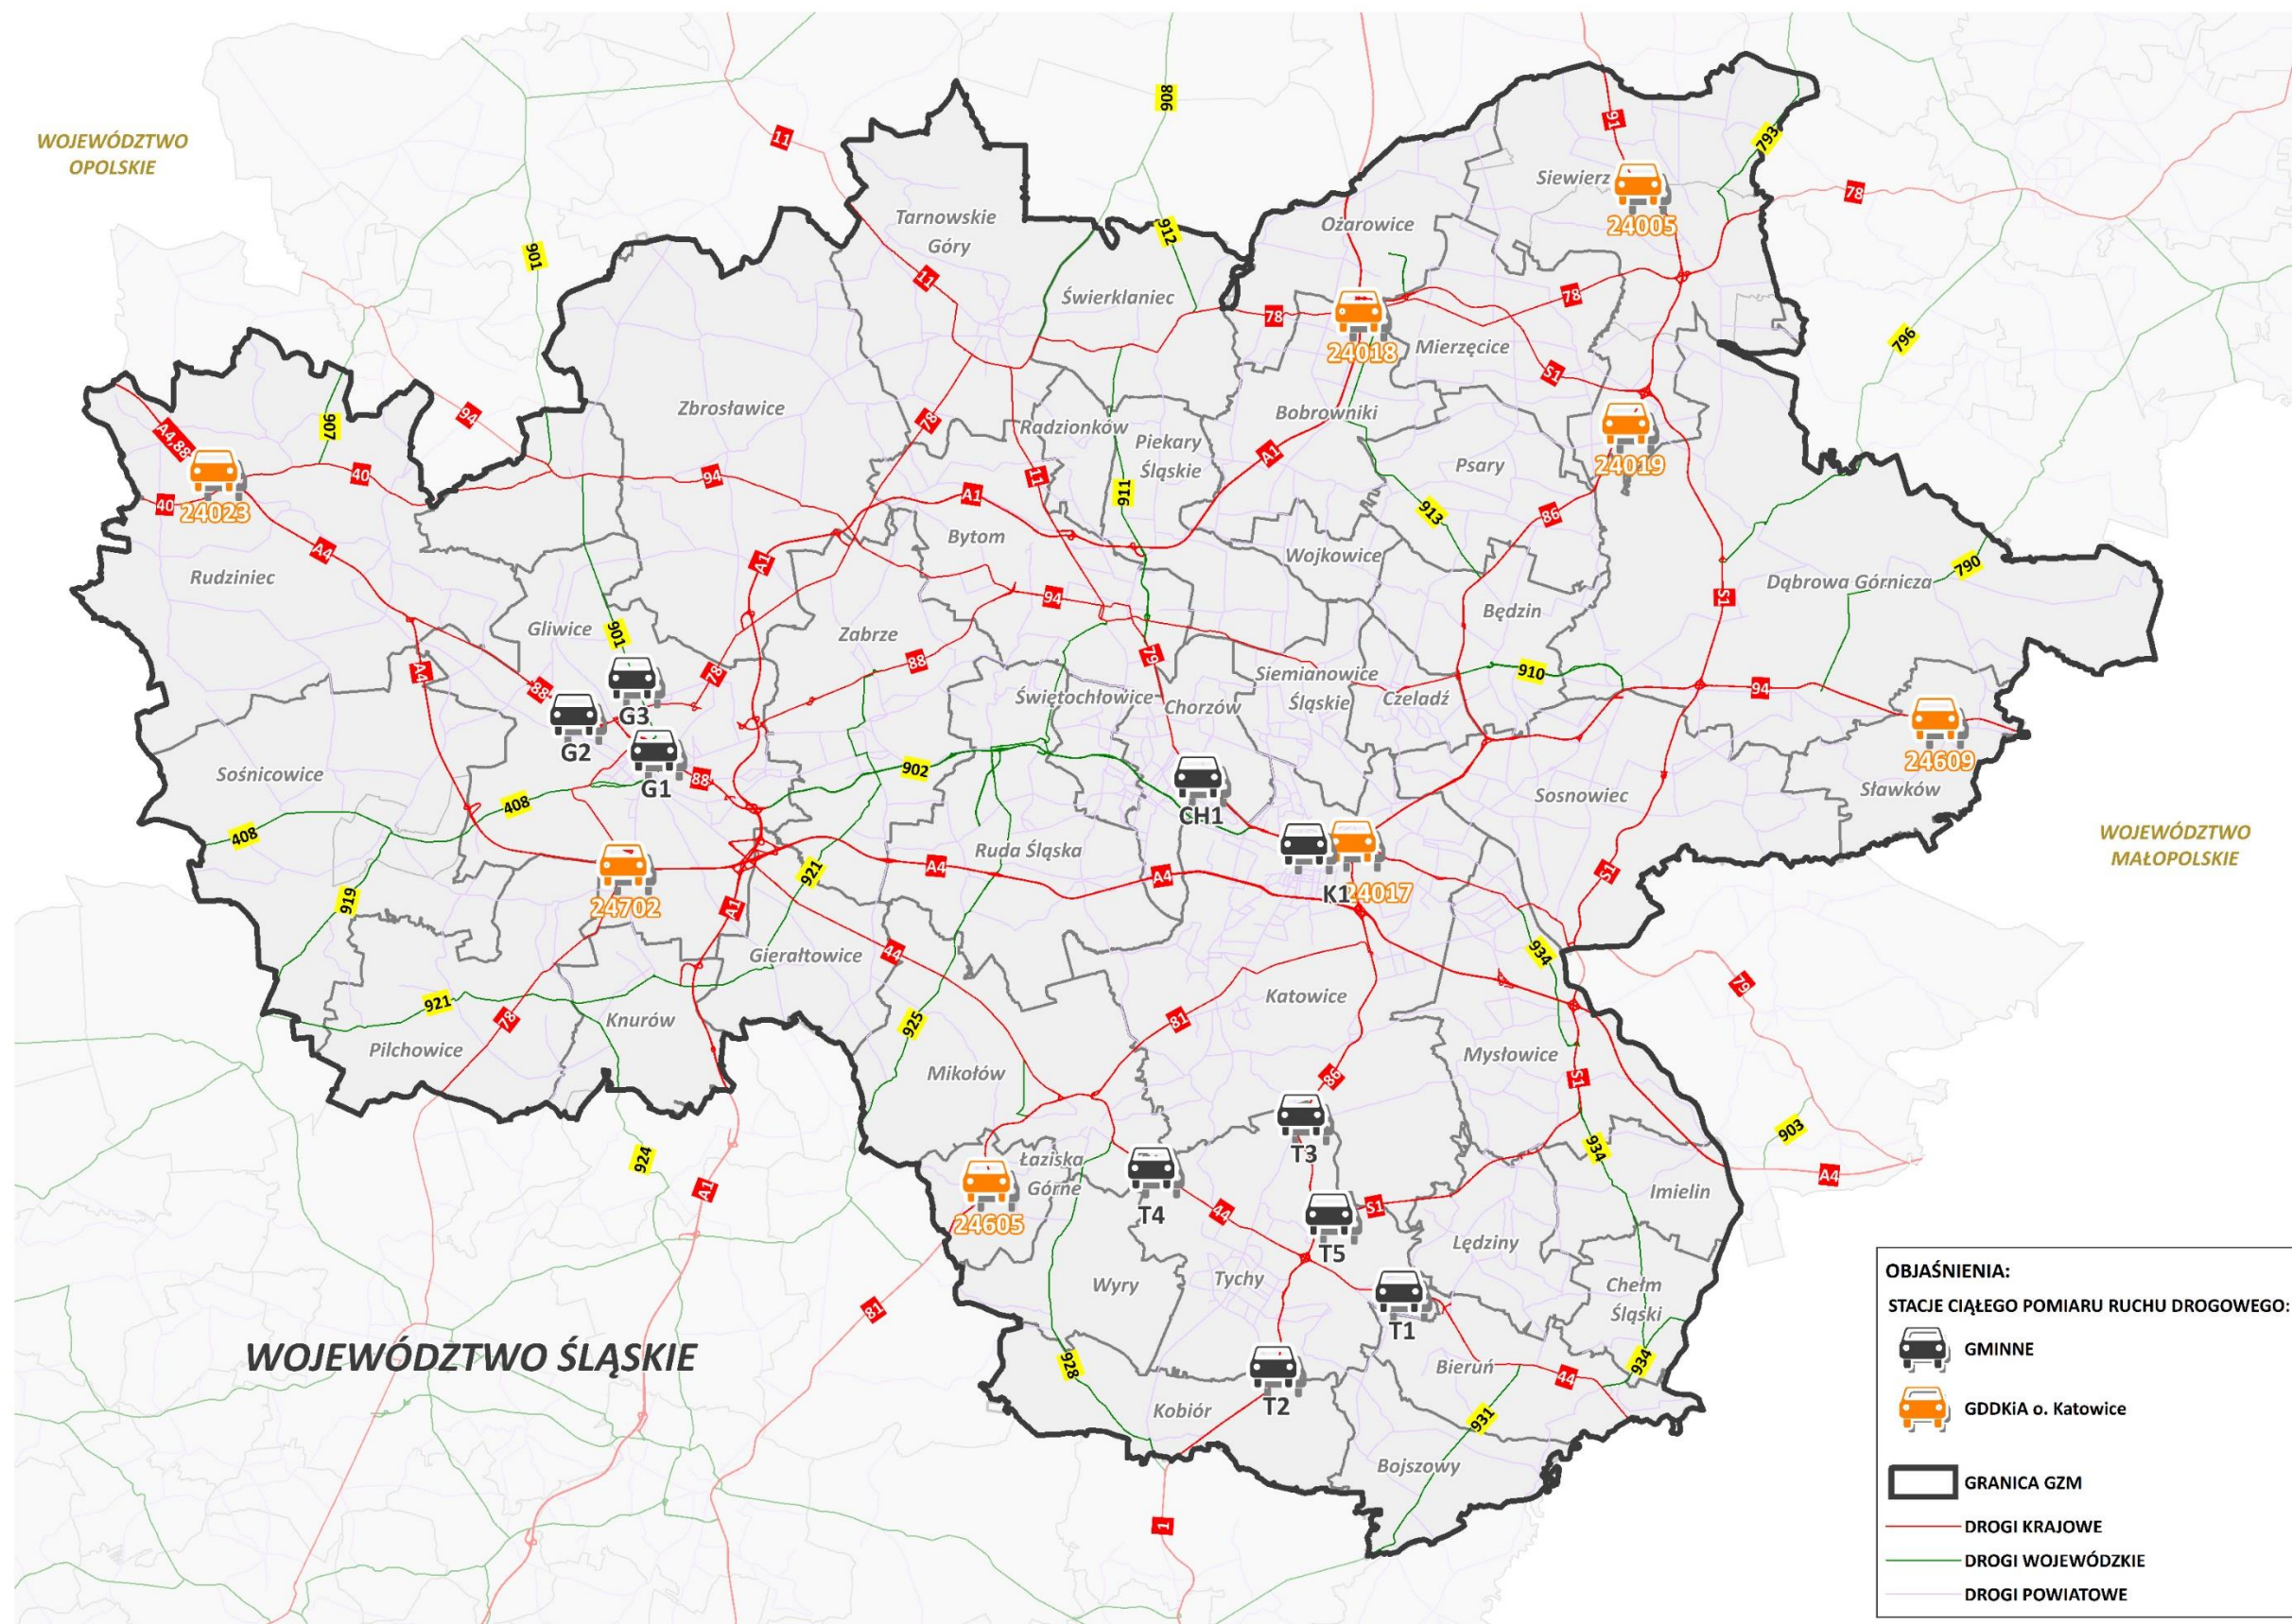 WOJEWÓDZTWO
OPOLSKIE
11
908
91
793
78
Siewierz
24005
Tarnowskie
Góry
912
Ożarowice
901
11
Świerklaniec
78
78
24018
Mierzęcice
796
S1
907
94
Zbrosławice
78
Radzionków
Piekary
Śląskie
Bobrowniki
A1
24019
Psary
A4,88
40
40
24023
94
A1
11
911
913
86
Bytom
Wojkowice
A4
A1
Rudziniec
Dąbrowa Górnicza
790
S1
94
Będzin
Gliwice
901
Zabrze
88
79
A4
78
88
Siemianowice
Śląskie
910
Świętochłowice
Chorzów
Czeladź
94
G3
G2
G1
88
Sośnicowice
902
408
408
CH1
Sosnowiec
24609
Sławków
WOJEWÓDZTWO
MAŁOPOLSKIE
Ruda Śląska
A4
A4
921
S1
24702
919
A1
K1
24017
934
44
Gierałtowice
921
78
Knurów
Pilchowice
925
81
Katowice
79
Mikołów
Mysłowice
86
S1
924
A1
903
A4
T3
934
Łaziska
Górne
24605
T4
44
S1
T5
Imielin
Lędziny
Wyry
Tychy
Chełm
Śląski
81
T1
928
T2
Bieruń
44
934
Kobiór
931
Bojszowy
1
WOJEWÓDZTWO ŚLĄSKIE
OBJAŚNIENIA:
STACJE CIĄŁEGO POMIARU RUCHU DROGOWEGO:
GMINNE
GDDKiA o. Katowice
GRANICA GZM
DROGI KRAJOWE
DROGI WOJEWÓDZKIE
DROGI POWIATOWE